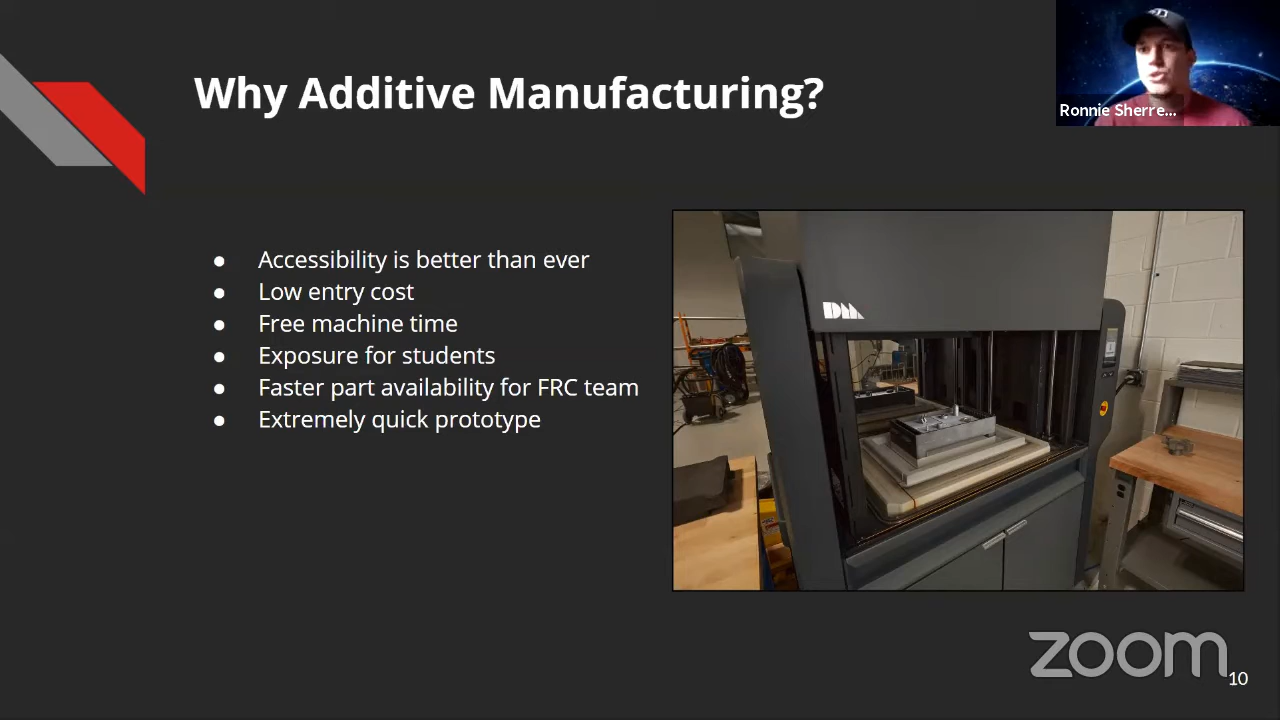 Why Additive Manufacturing?
Ronnie Sherre...
● Accessibility is better than ever
● Low entry cost
● Free machine time
● Exposure for students
● Faster part availability for FRC team
● Extremely quick prototype
DM
zoom
10